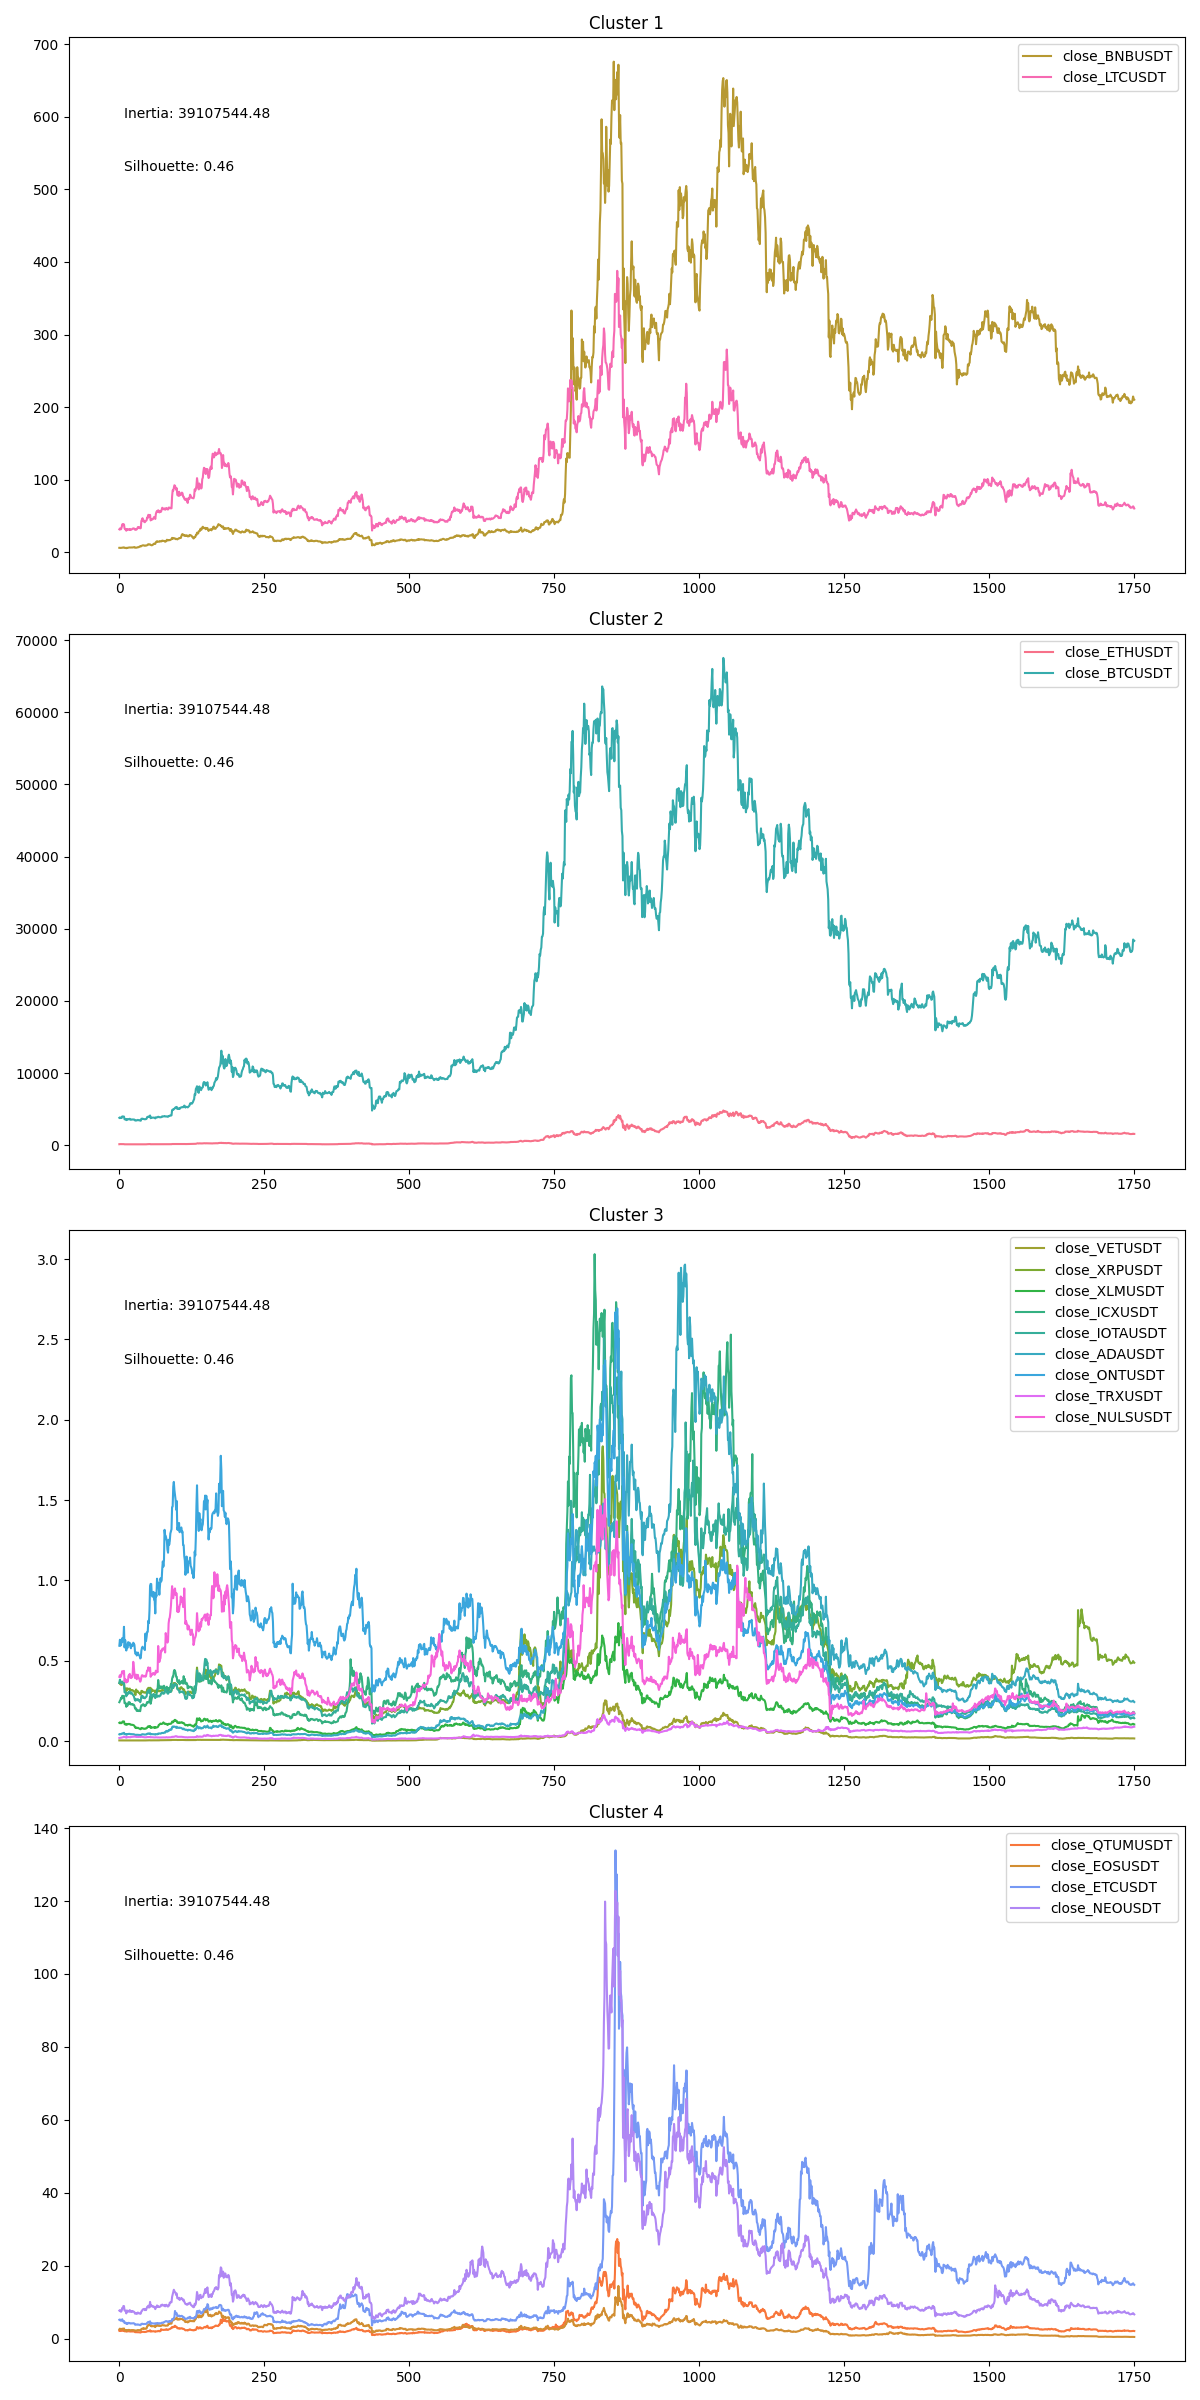 Cluster 1
700
600
500
400
300
200
100
0
Inertia: 39107544.48
Silhouette: 0.46
close_BNBUSDT
close_LTCUSDT
0 250 500 750 1000 1250 1500 1750
Cluster 2
70000
60000
50000
40000
30000
20000
10000
0
Inertia: 39107544.48
Silhouette: 0.46
close_ETHUSDT
close_BTCUSDT
0 250 500 750 1000 1250 1500 1750
Cluster 3
3.0
2.5
2.0
1.5
1.0
0.5
0.0
Inertia: 39107544.48
Silhouette: 0.46
close_VETUSDT
close_XRPUSDT
close_XLMUSDT
close_ICXUSDT
close_IOTAUSDT
close_ADAUSDT
close_ONTUSDT
close_TRXUSDT
close_NULSUSDT
0 250 500 750 1000 1250 1500 1750
Cluster 4
140
120
100
80
60
40
20
0
Inertia: 39107544.48
Silhouette: 0.46
close_QTUMUSDT
close_EOSUSDT
close_ETCUSDT
close_NEOUSDT
0 250 500 750 1000 1250 1500 1750